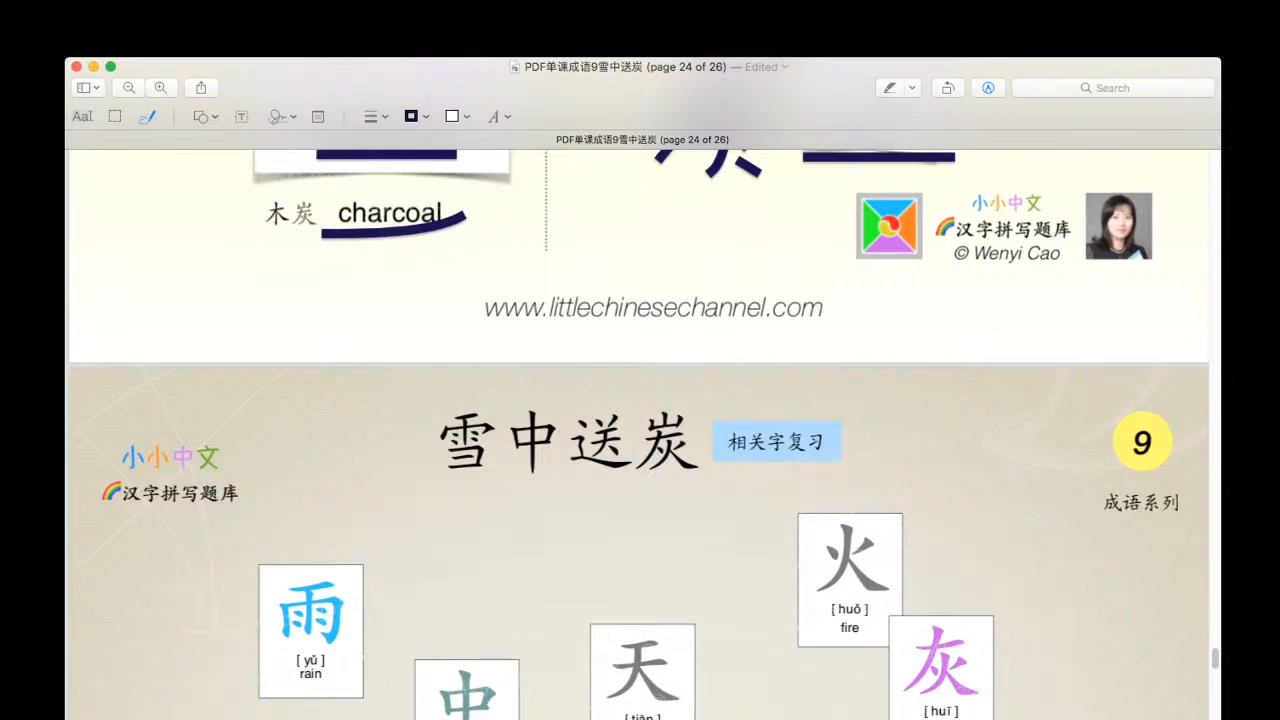 PDF单课成语9雪中送炭 (page 24 of 26) — Edited
Search
AaI
T
A
PDF单课成语9雪中送炭 (page 24 of 26)
木炭 charcoal
小小中文
汉字拼写题库
© Wenyi Cao
www.littlechinesechannel.com
雪中送炭 相关字复习
9
小小中文
汉字拼写题库
成语系列
火
[ huǒ ]
fire
雨
[ yǔ ]
rain
中
天
[ tiān ]
灰
[ huī ]